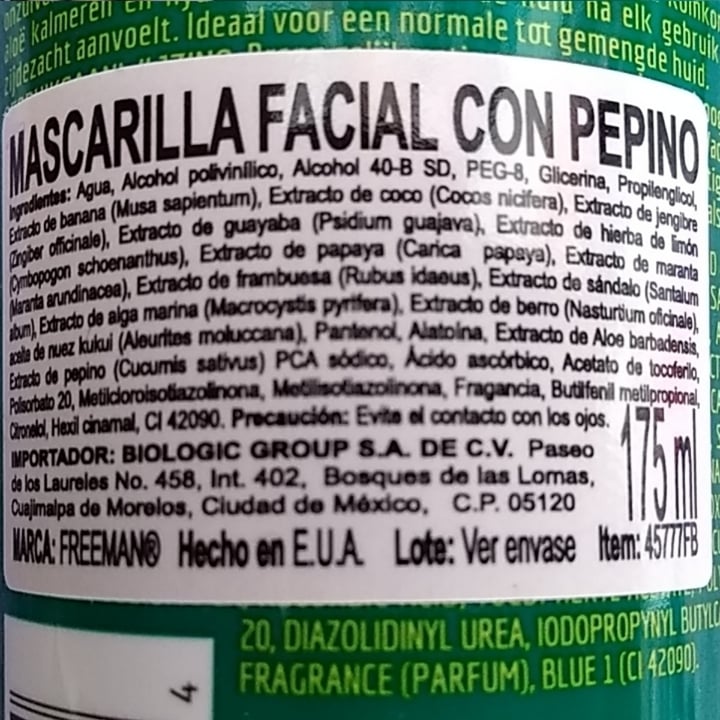 kalmeren en
na elk gebruik
zijdezacht aanvoelt. Ideaal voor een normale tot gemengde huid.
MASCARILLA FACIAL CON PEPINO
Ingredientes: Agua, Alcohol polivinílico, Alcohol 40-B SD, PEG-8, Glicerina, Propilenglicol,
Extracto de banana (Musa sapientum), Extracto de coco (Cocos nicifera), Extracto de jengibre
(Zingiber officinale), Extracto de guayaba (Psidium guajava), Extracto de hierba de limón
(Cymbopogon schoenanthus), Extracto de papaya (Carica papaya), Extracto de maranta
(Maranta arundinacea), Extracto de frambuesa (Rubus idaeus), Extracto de sándalo (Santalum
album), Extracto de alga marina (Macrocystis pyrifera), Extracto de berro (Nasturtium oficinale),
aceite de nuez kukui (Aleurites moluccana), Pantenol, Alatoina, Extracto de Aloe barbadensis,
Extracto de pepino (Cucumis sativus) PCA sódico, Ácido ascórbico, Acetato de tocoferilo,
Polisorbato 20, Metilcloroisotiazolinona, Metilisotiazolinona, Fragancia, Butilfenil metilpropional,
Citronelol, Hexil cinamal, CI 42090. Precaución: Evite el contacto con los ojos.
IMPORTADOR: BIOLOGIC GROUP S.A. DE C.V. Paseo
de los Laureles No. 458, Int. 402, Bosques de las Lomas,
Cuajimalpa de Morelos, Ciudad de México, C.P. 05120
175 ml
MARCA: FREEMAN® Hecho en E.U.A. Lote: Ver envase Item: 45777FB
20, DIAZOLIDINYL UREA, IODOPROPYNYL BUTYLC
FRAGRANCE (PARFUM), BLUE 1 (CI 42090).
4